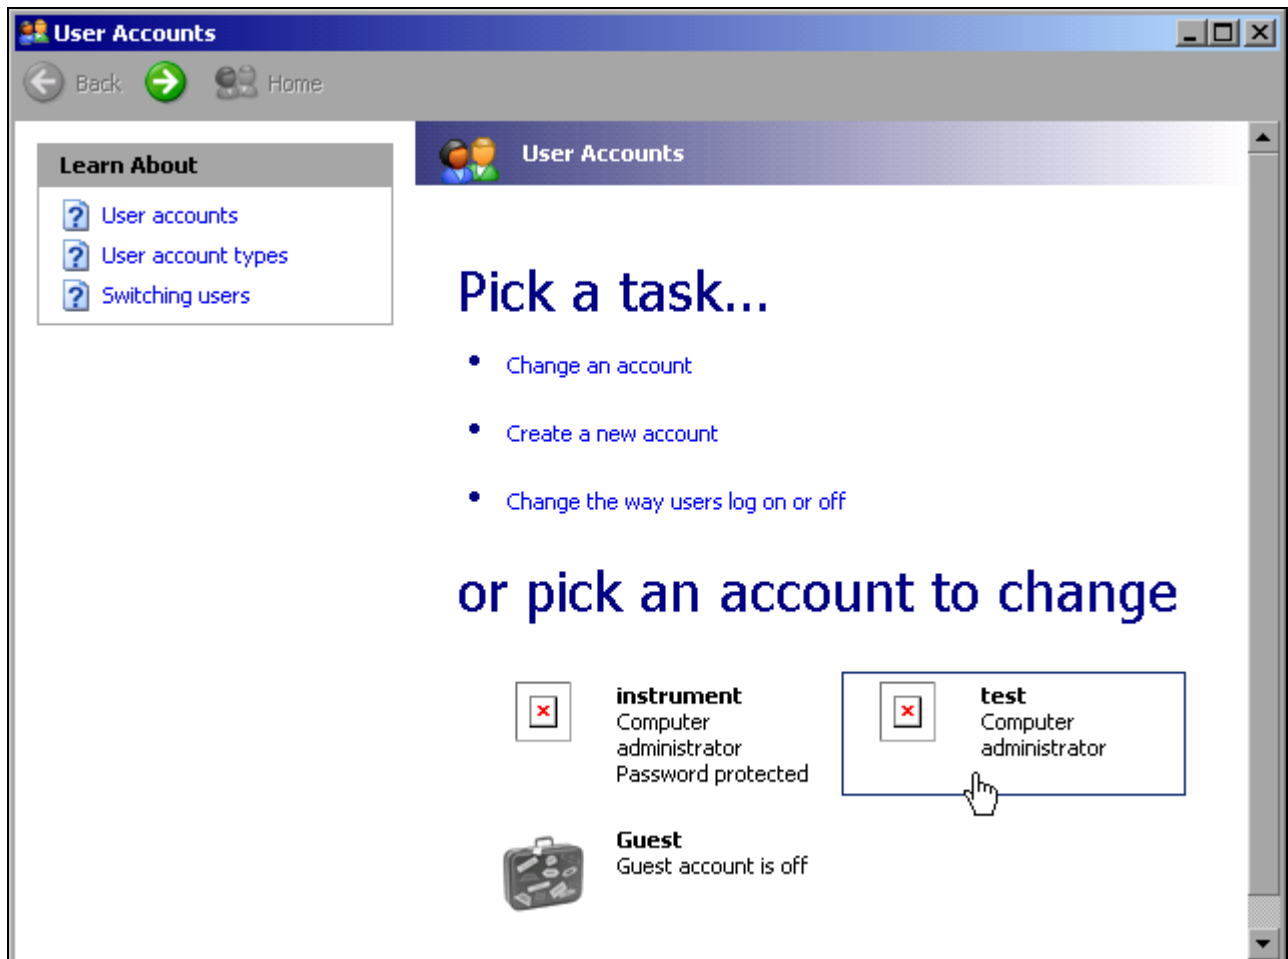 User Accounts
Back
Home
Learn About
User accounts
User account types
Switching users
User Accounts
Pick a task...
Change an account
Create a new account
Change the way users log on or off
or pick an account to change
instrument
Computer
administrator
Password protected
test
Computer
administrator
Guest
Guest account is off